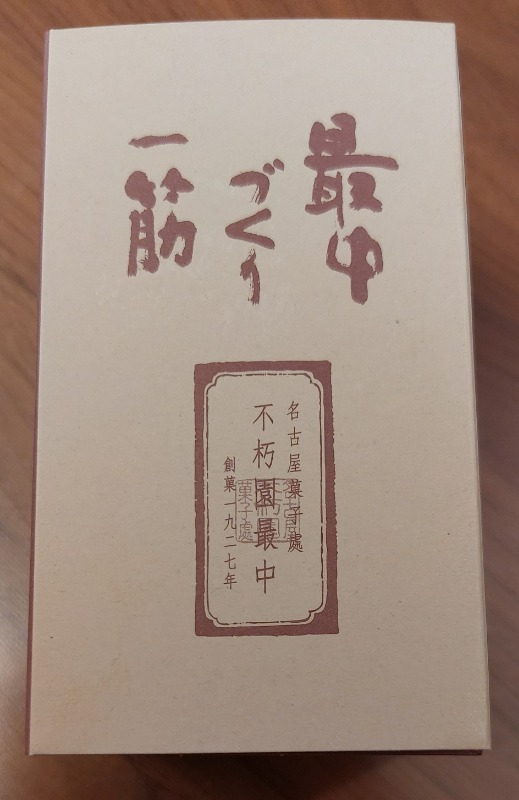 最中
づくり
一筋
名古屋菓子處
不朽園最中
創菓一九二七年